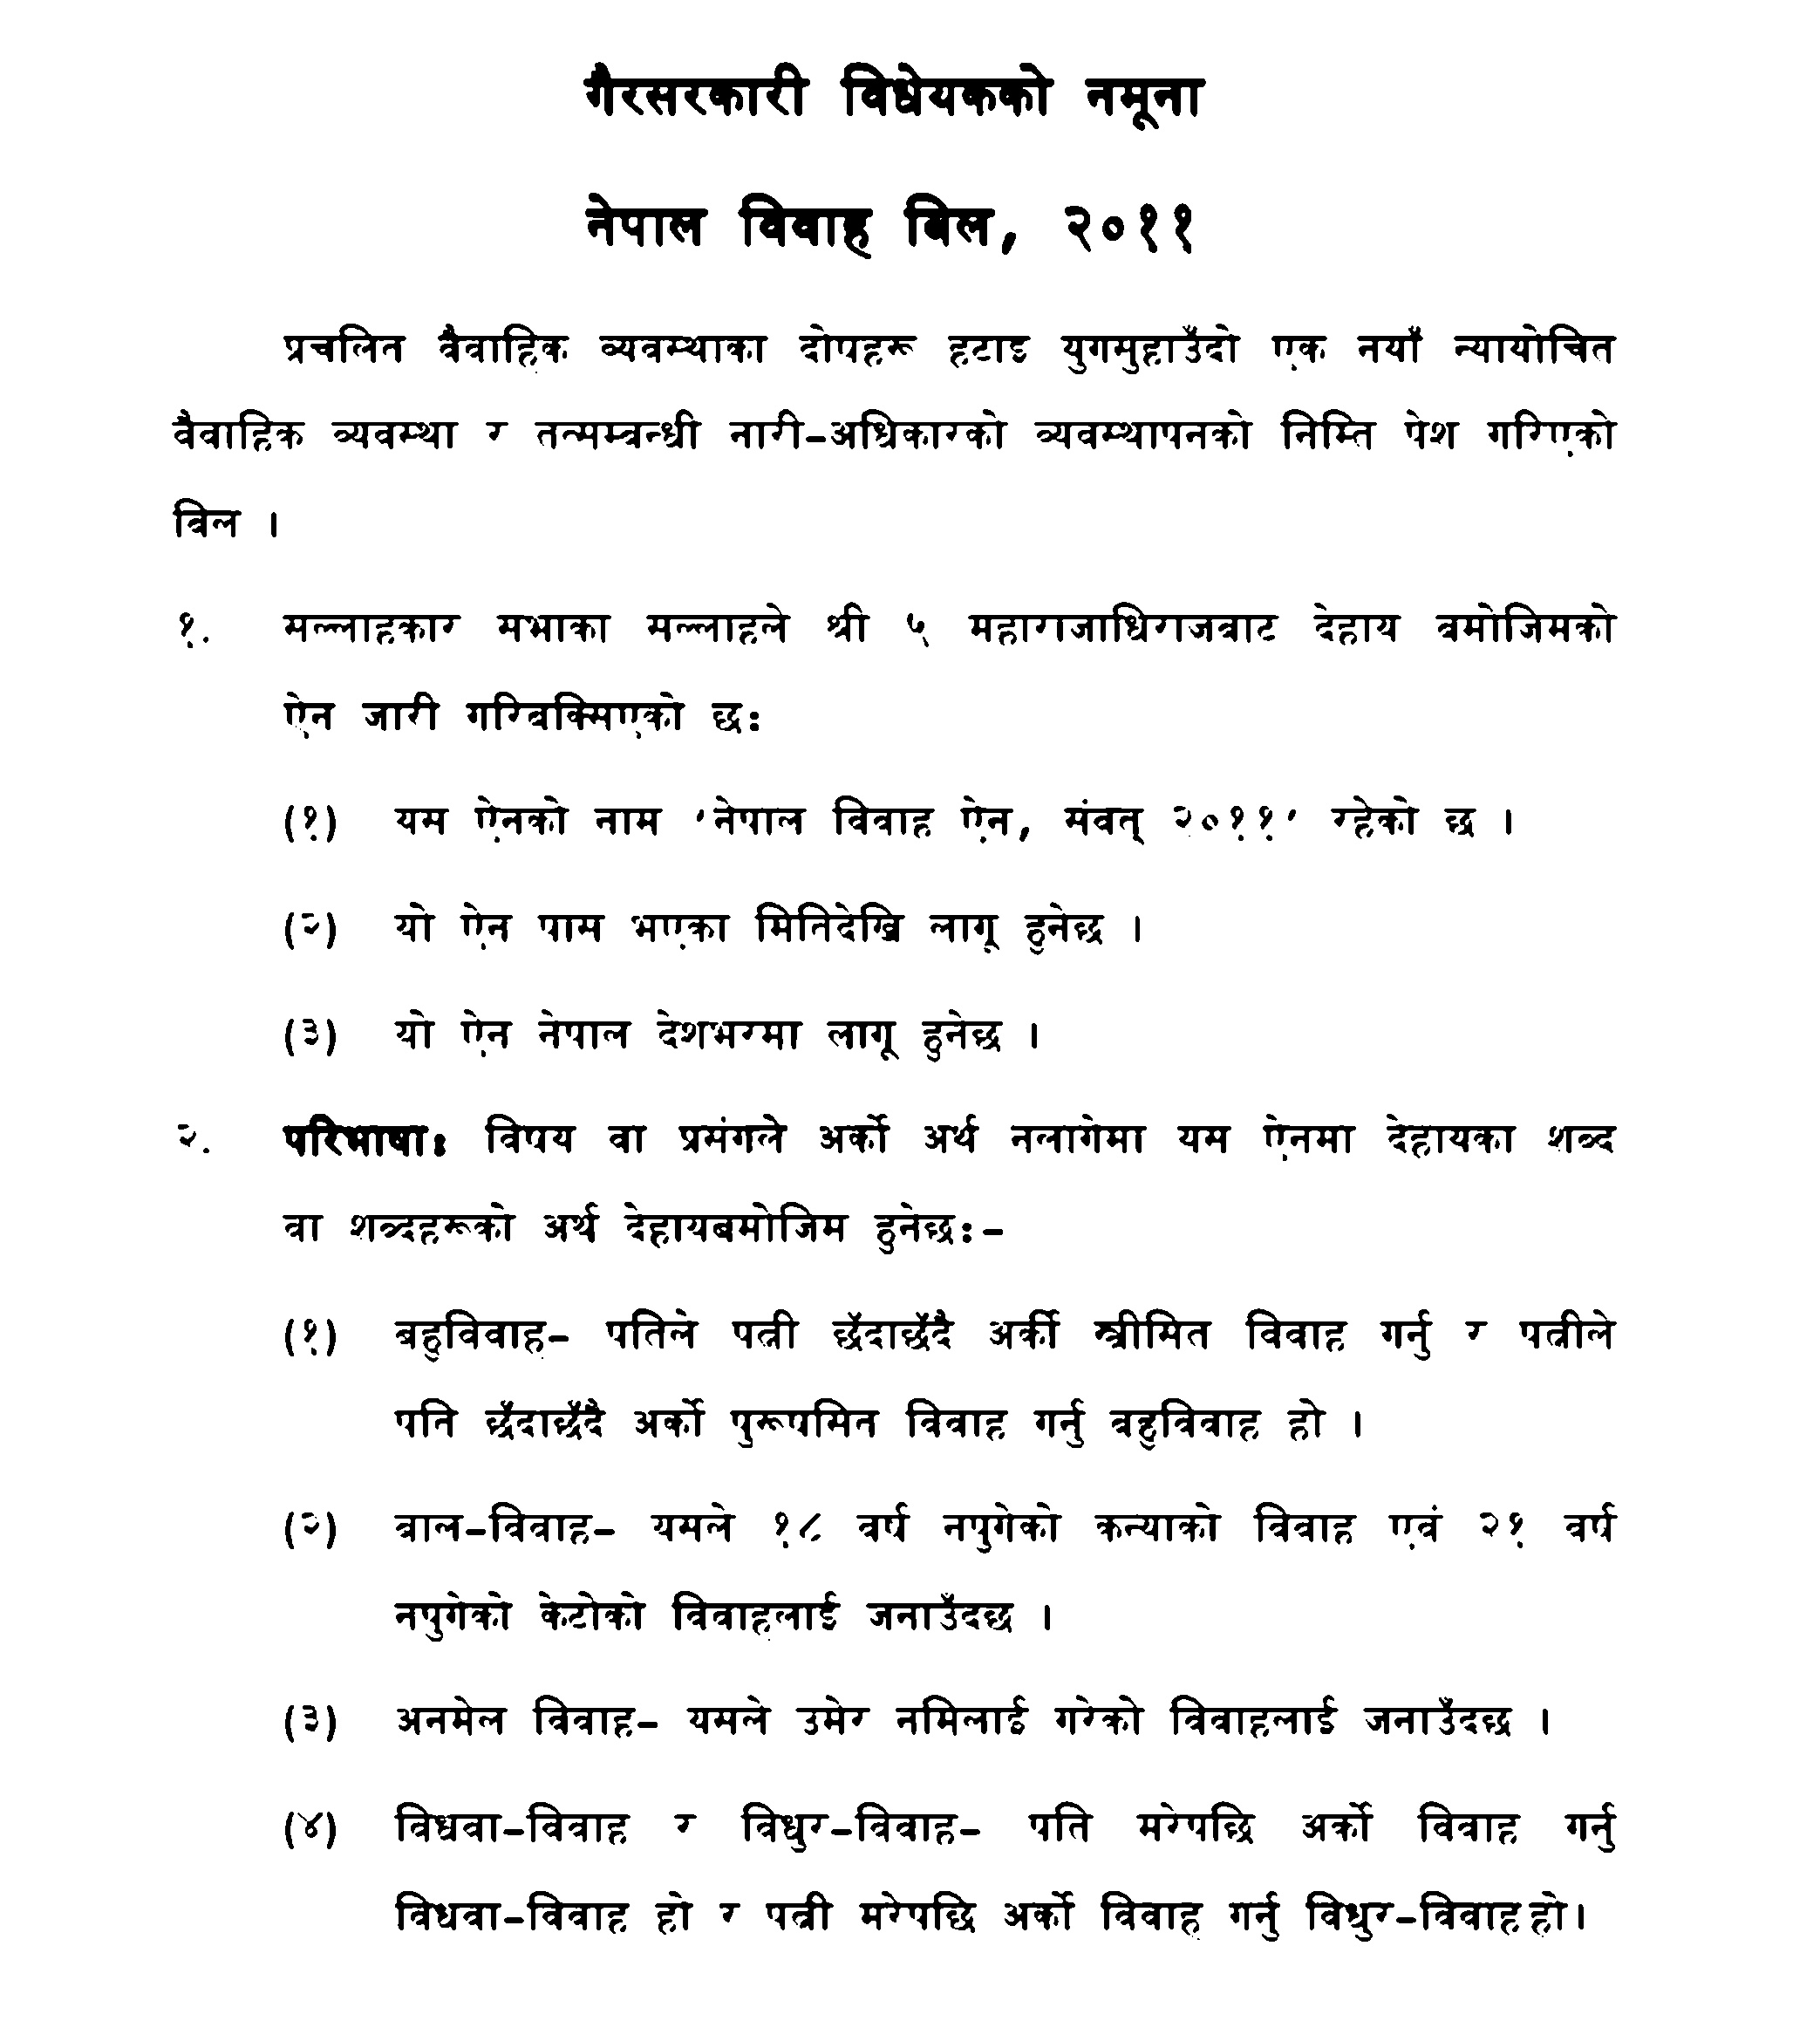 गैरसरकारी विधेयकको नमूना
नेपाल विवाह बिल, २०११
प्रचलित वैवाहिक व्यवस्थाका दोषहरू हटाइ युगसुहाउँदो एक नयाँ न्यायोचित
वैवाहिक व्यवस्था र तत्सम्बन्धी नारी-अधिकारको व्यवस्थापनको निम्ति पेश गरिएको
बिल ।
१. सल्लाहकार सभाका सल्लाहले श्री ५ महाराजाधिराजबाट देहाय बमोजिमको
ऐन जारी गरिबक्सिएको छ:
(१) यस ऐनको नाम 'नेपाल विवाह ऐन, संवत् २०११' रहेको छ ।
(२) यो ऐन पास भएका मितिदेखि लागू हुनेछ ।
(३) यो ऐन नेपाल देशभरमा लागू हुनेछ ।
२. परिभाषा: विषय वा प्रसंगले अर्को अर्थ नलागेमा यस ऐनमा देहायका शब्द
वा शब्दहरूको अर्थ देहायबमोजिम हुनेछ:-
(१) बहुविवाह- पतिले पत्नी छँदाछँदै अर्की स्त्रीसित विवाह गर्नु र पत्नीले
पति छँदाछँदै अर्को पुरूषसित विवाह गर्नु बहुविवाह हो ।
(२) बाल-विवाह- यसले १८ वर्ष नपुगेको कन्याको विवाह एवं २१ वर्ष
नपुगेको केटोको विवाहलाई जनाउँदछ ।
(३) अनमेल विवाह- यसले उमेर नमिलाई गरेको विवाहलाई जनाउँदछ ।
(४) विधवा-विवाह र विधुर-विवाह- पति मरेपछि अर्को विवाह गर्नु
विधवा-विवाह हो र पत्नी मरेपछि अर्को विवाह गर्नु विधुर-विवाह हो।